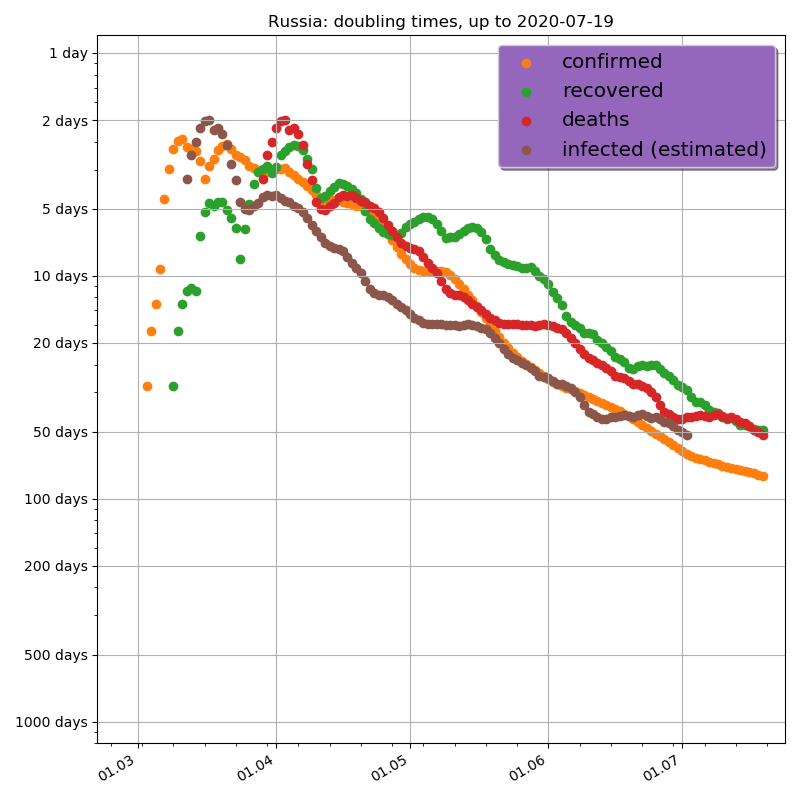 Russia: doubling times, up to 2020-07-19
confirmed
recovered
deaths
infected (estimated)
1 day
2 days
5 days
10 days
20 days
50 days
100 days
200 days
500 days
1000 days
01.03
01.04
01.05
01.06
01.07